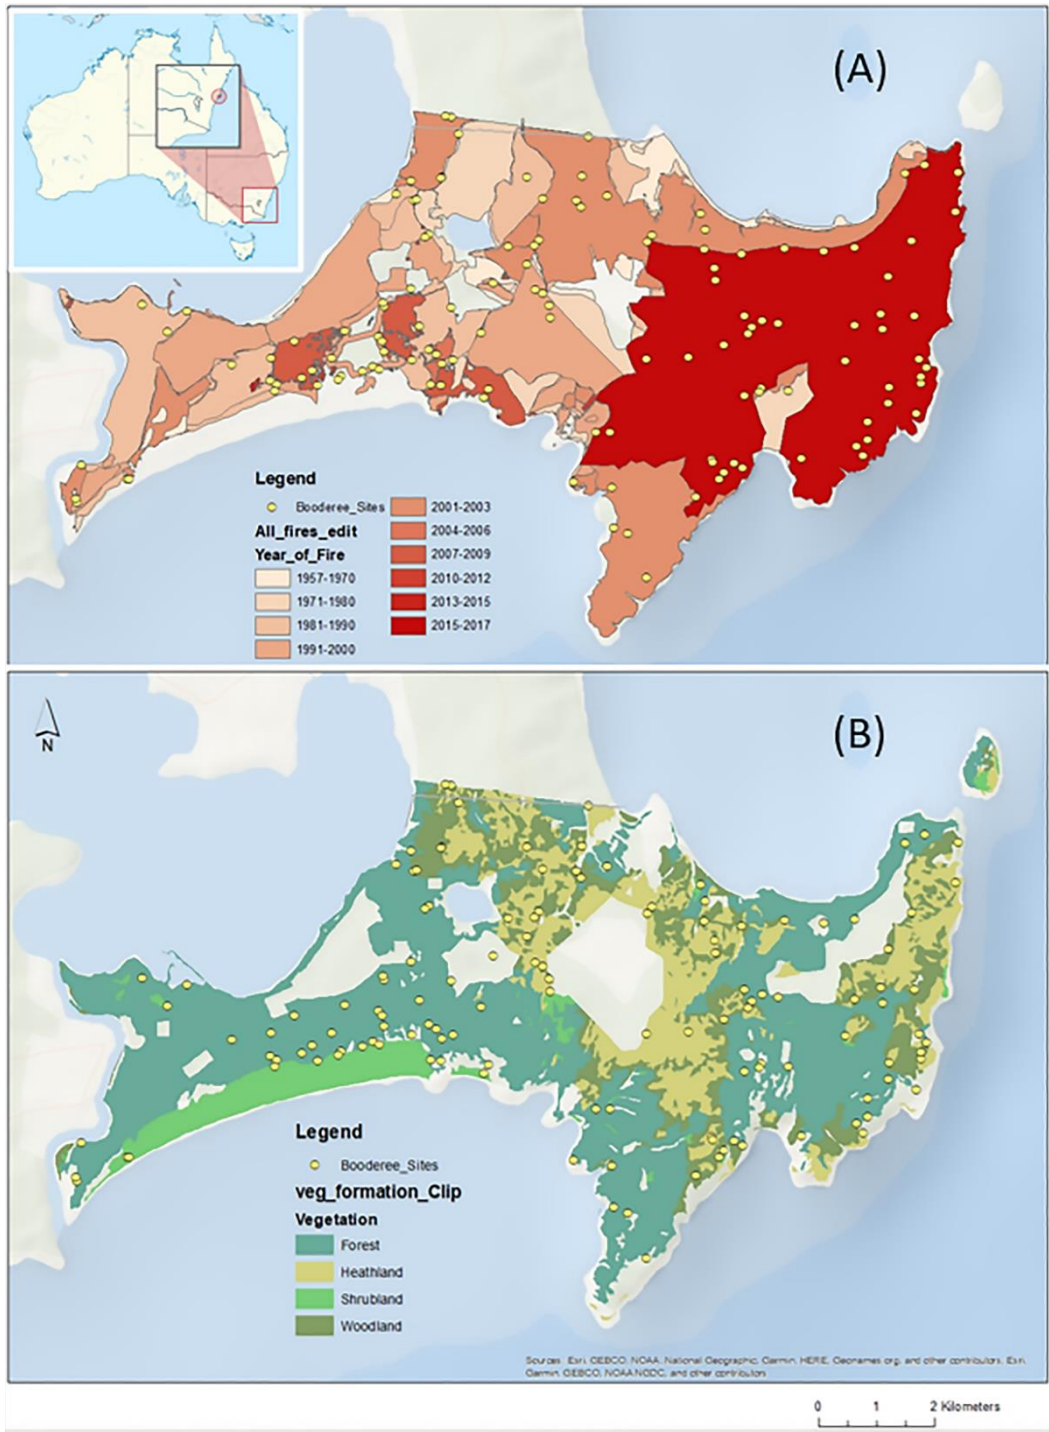 (A)
Legend
Booderee_Sites
All_fires_edit
Year_of_Fire
1957-1970
1971-1980
1981-1990
1991-2000
2001-2003
2004-2006
2007-2009
2010-2012
2013-2015
2015-2017
(B)
N
Legend
Booderee_Sites
veg_formation_Clip
Vegetation
Forest
Heathland
Shrubland
Woodland
Sources: Esri, GEBCO, NOAA, National Geographic, Garmin, HERE, Geonames.org, and other contributors, Esri,
Garmin, GEBCO, NOAA NGDC, and other contributors
0 1 2 Kilometers